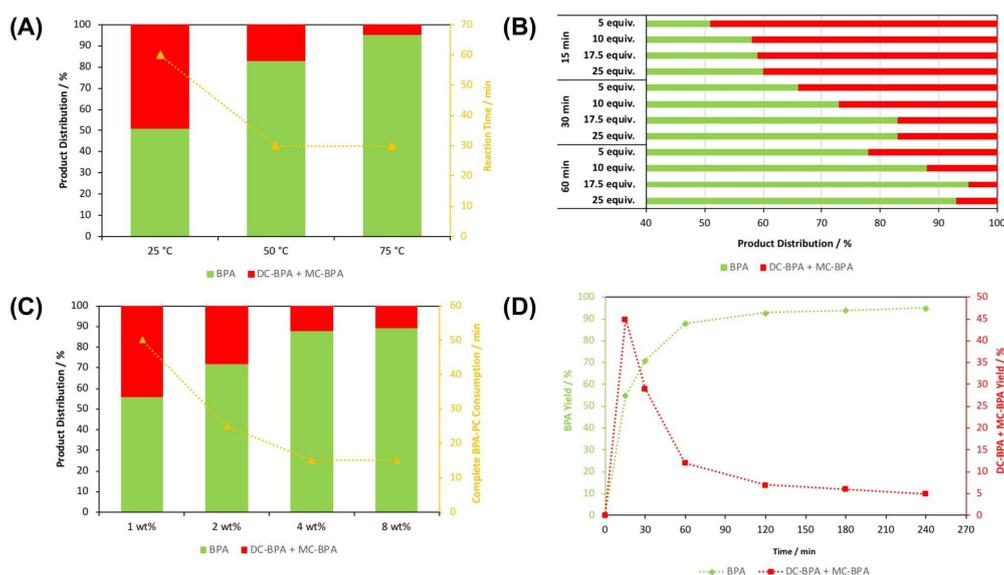 (A)
Product Distribution / %
100
90
80
70
60
50
40
30
20
10
0
25 °C
50 °C
75 °C
70
60
50
40
30
20
10
0
Reaction Time / min
BPA
DC-BPA + MC-BPA
(B)
15 min
5 equiv.
10 equiv.
17.5 equiv.
25 equiv.
30 min
5 equiv.
10 equiv.
17.5 equiv.
25 equiv.
60 min
5 equiv.
10 equiv.
17.5 equiv.
25 equiv.
40 50 60 70 80 90 100
Product Distribution / %
BPA
DC-BPA + MC-BPA
(C)
Product Distribution / %
100
90
80
70
60
50
40
30
20
10
0
1 wt%
2 wt%
4 wt%
8 wt%
60
50
40
30
20
10
0
Complete BPA-PC Consumption / min
BPA
DC-BPA + MC-BPA
(D)
BPA Yield / %
100
90
80
70
60
50
40
30
20
10
0
0 30 60 90 120 150 180 210 240 270
Time / min
50
45
40
35
30
25
20
15
10
5
0
DC-BPA + MC-BPA Yield / %
BPA
DC-BPA + MC-BPA